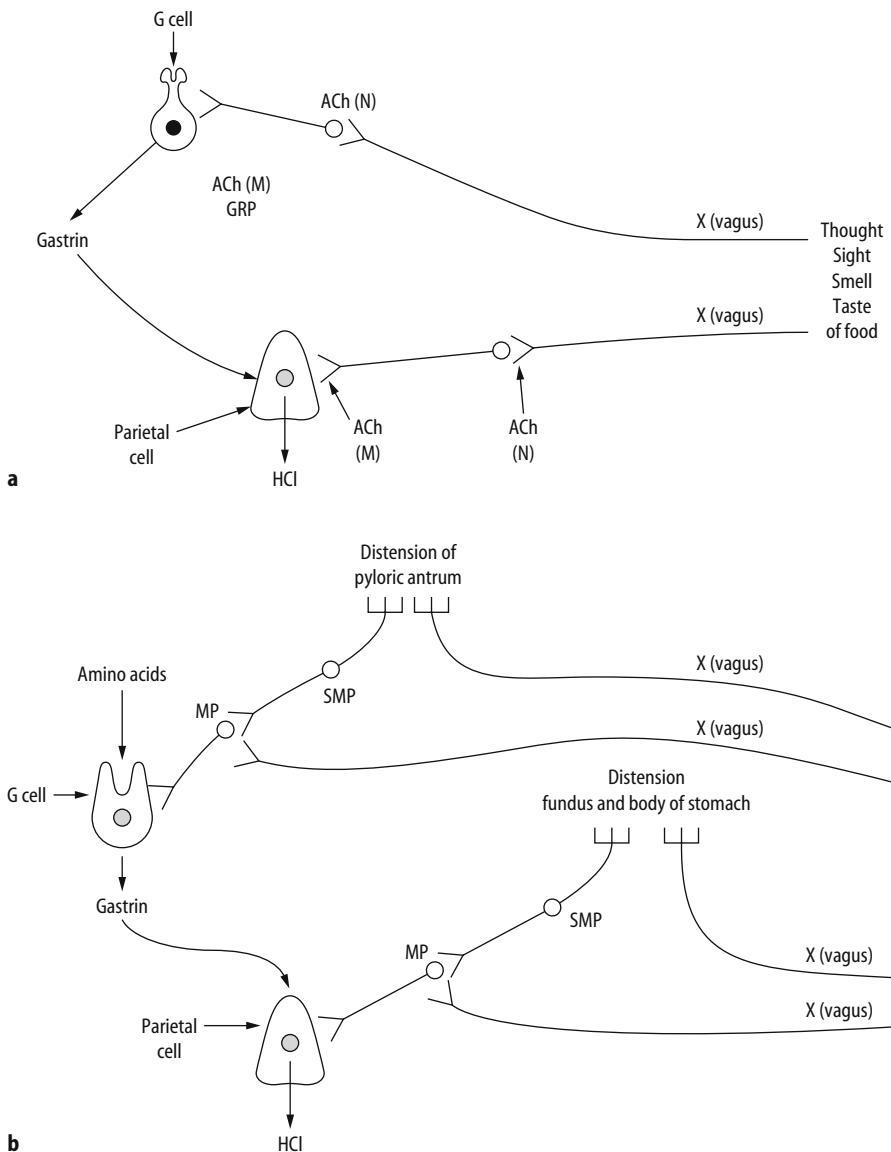 G cell
ACh (N)
ACh (M)
GRP
X (vagus)
Thought
Sight
Smell
Taste
of food
Gastrin
X (vagus)
Parietal
cell
ACh
(M)
ACh
(N)
HCl
a
Distension of
pyloric antrum
Amino acids
X (vagus)
SMP
MP
X (vagus)
Distension
fundus and body of stomach
G cell
Gastrin
SMP
MP
X (vagus)
X (vagus)
Parietal
cell
HCl
b